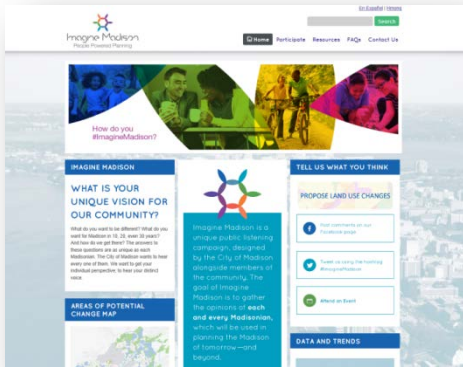 En Español | Hmong
Search
Imagine Madison
People Powered Planning
Home Participate Resources FAQs Contact Us
How do you
#ImagineMadison?
IMAGINE MADISON
WHAT IS YOUR
UNIQUE VISION FOR
OUR COMMUNITY?
What do you want to be different? What do you
want for Madison in 10, 20, even 30 years?
And how do we get there? The answers to
these questions are as unique as each
Madisonian. The City of Madison wants to hear
every one of them. We want to get your
individual perspective, to hear your distinct
voice
AREAS OF POTENTIAL
CHANGE MAP
Imagine Madison is a
unique public listening
campaign, designed
by the City of Madison
alongside members of
the community. The
goal of Imagine
Madison is to gather
the opinions of each
and every Madisonian,
which will be used in
planning the Madison
of tomorrow—and
beyond.
TELL US WHAT YOU THINK
PROPOSE LAND USE CHANGES
Post comments on our
Facebook page
Tweet us using the hashtag
#ImagineMadison
Attend an Event
DATA AND TRENDS